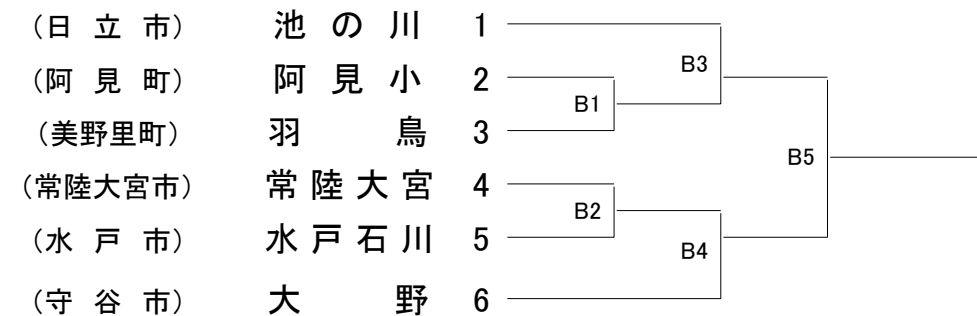 （日 立 市） 池 の 川 1
（阿 見 町） 阿 見 小 2
（美野里町） 羽 鳥 3
（常陸大宮市） 常 陸 大 宮 4
（水 戸 市） 水 戸 石 川 5
（守 谷 市） 大 野 6
B3
B1
B5
B2
B4